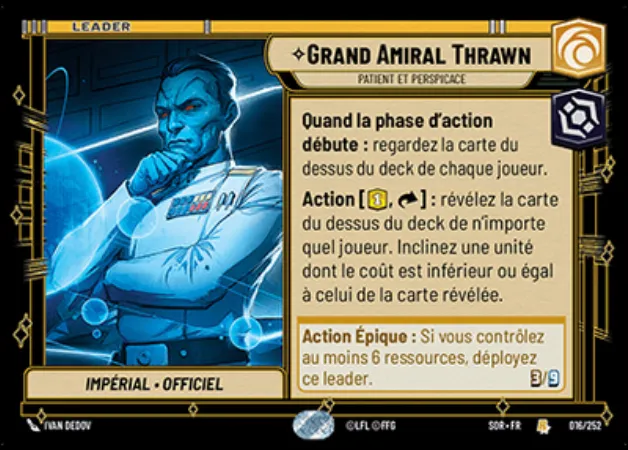 LEADER
GRAND AMIRAL THRAWN
PATIENT ET PERSPICACE
Quand la phase d'action
débute : regardez la carte du
dessus du deck de chaque joueur.
Action [1, ] : révélez la carte
du dessus du deck de n'importe
quel joueur. Inclinez une unité
dont le coût est inférieur ou égal
à celui de la carte révélée.
Action Épique : Si vous contrôlez
au moins 6 ressources, déployez
ce leader.
3/9
IMPÉRIAL • OFFICIEL
IVAN DEDOV
©LFL ©FFG
SOR • FR
R
016/252